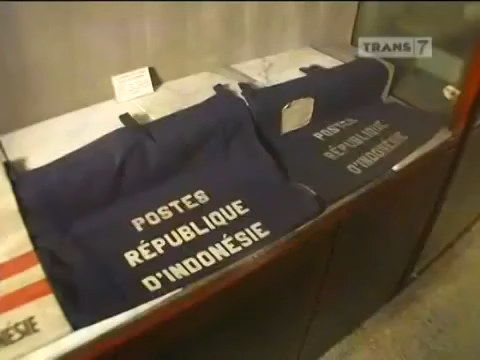 TRANS 7
POSTES
RÉPUBLIQUE
D'INDONÉSIE
POSTES
RÉPUBLIQUE
D'INDONÉSIE
NÉSIE